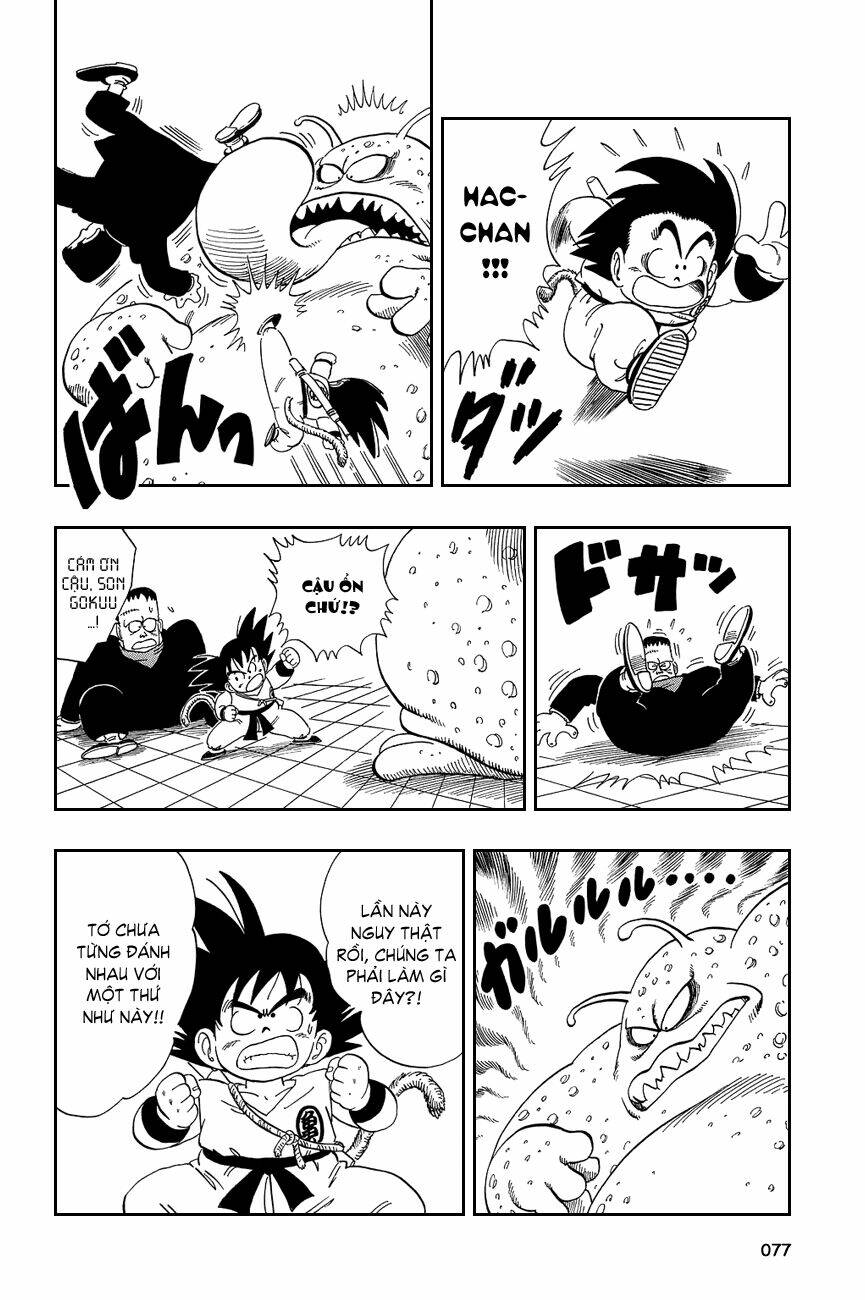 HAC-
CHAN
!!!
ダッ
ばんっ
ドサッ
CẬU ỔN
CHỨ!?
CÁM ƠN
CẬU, SON
GOKUU
...!
ガルルルル‥‥
LẦN NÀY
NGUY THẬT
RỒI, CHÚNG TA
PHẢI LÀM GÌ
ĐÂY?!
TỚ CHƯA
TỪNG ĐÁNH
NHAU VỚI
MỘT THỨ
NHƯ NÀY!!
亀
077